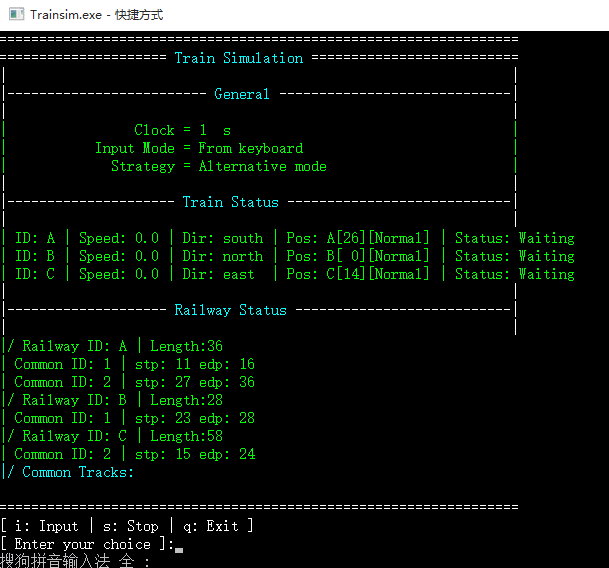 Trainsim.exe - 快捷方式
=================================================================
===================== Train Simulation ==========================
| |
|------------------------- General -----------------------------|
| |
| Clock = 1 s |
| Input Mode = From keyboard |
| Strategy = Alternative mode |
| |
|--------------------- Train Status ----------------------------|
| |
| ID: A | Speed: 0.0 | Dir: south | Pos: A[26][Normal] | Status: Waiting
| ID: B | Speed: 0.0 | Dir: north | Pos: B[ 0][Normal] | Status: Waiting
| ID: C | Speed: 0.0 | Dir: east | Pos: C[14][Normal] | Status: Waiting
| |
|-------------------- Railway Status ---------------------------|
| |
|/ Railway ID: A | Length:36
| Common ID: 1 | stp: 11 edp: 16
| Common ID: 2 | stp: 27 edp: 36
|/ Railway ID: B | Length:28
| Common ID: 1 | stp: 23 edp: 28
|/ Railway ID: C | Length:58
| Common ID: 2 | stp: 15 edp: 24
|/ Common Tracks:
=================================================================
[ i: Input | s: Stop | q: Exit ]
[ Enter your choice ]:_
搜狗拼音输入法 全 :